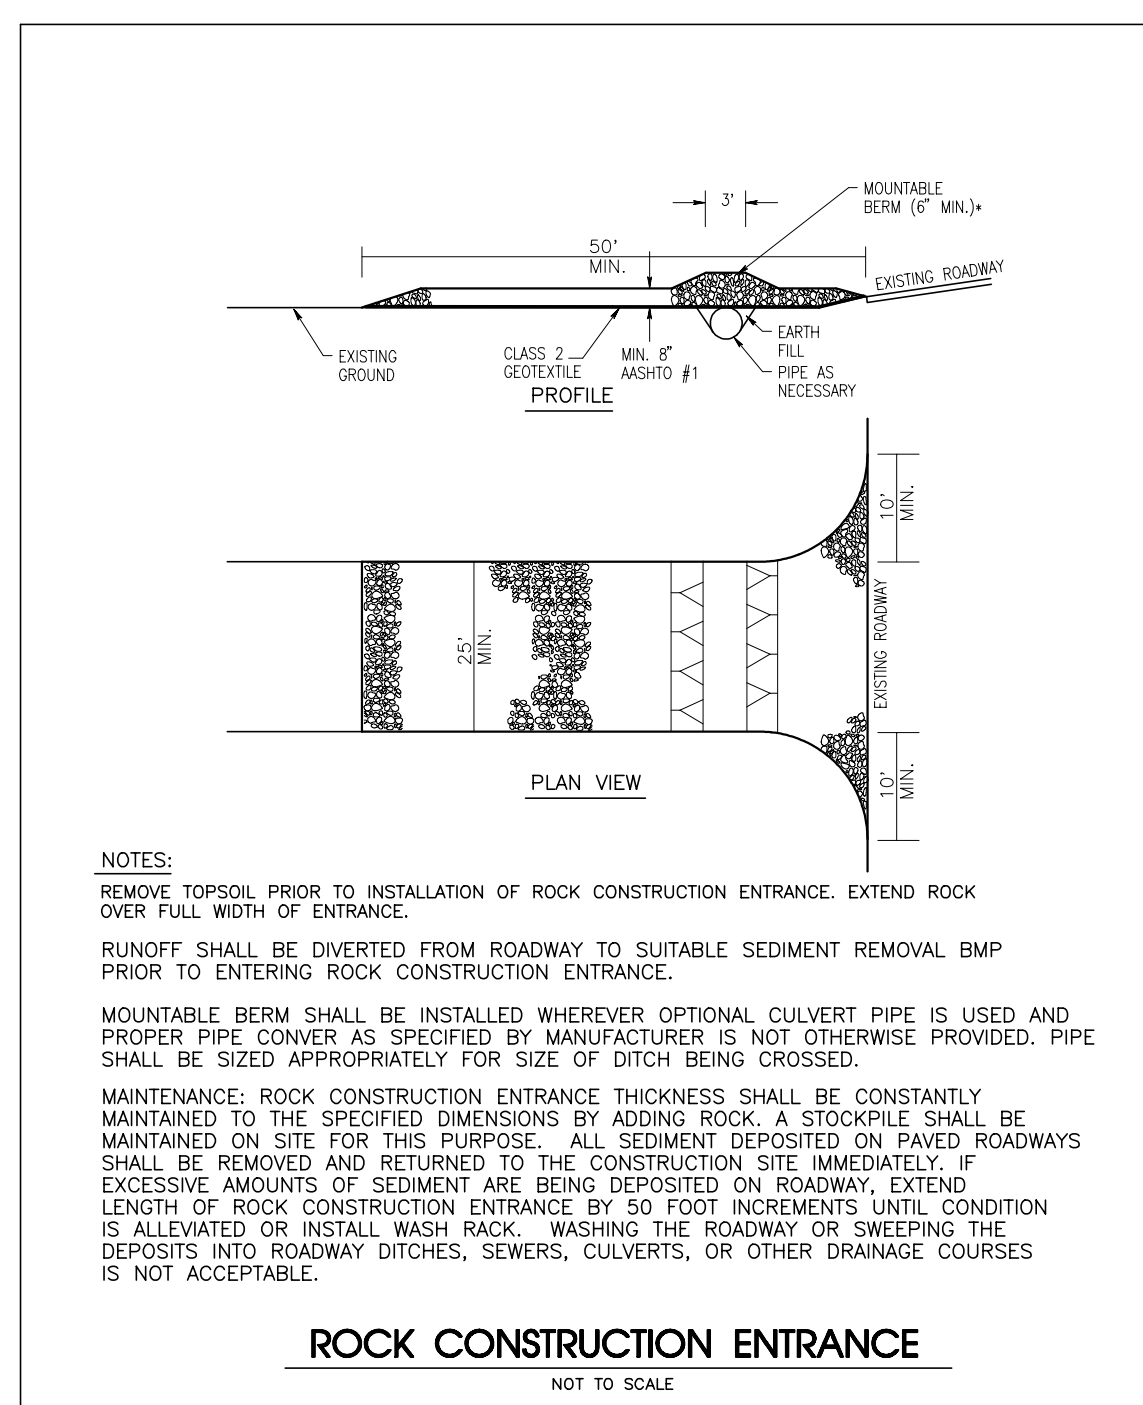 3'
MOUNTABLE
BERM (6" MIN.)*
50'
MIN.
EXISTING ROADWAY
EXISTING
GROUND
CLASS 2
GEOTEXTILE
MIN. 8"
AASHTO #1
EARTH
FILL
PIPE AS
NECESSARY
PROFILE
10'
MIN.
25'
MIN.
EXISTING ROADWAY
10'
MIN.
PLAN VIEW
NOTES:
REMOVE TOPSOIL PRIOR TO INSTALLATION OF ROCK CONSTRUCTION ENTRANCE. EXTEND ROCK
OVER FULL WIDTH OF ENTRANCE.
RUNOFF SHALL BE DIVERTED FROM ROADWAY TO SUITABLE SEDIMENT REMOVAL BMP
PRIOR TO ENTERING ROCK CONSTRUCTION ENTRANCE.
MOUNTABLE BERM SHALL BE INSTALLED WHEREVER OPTIONAL CULVERT PIPE IS USED AND
PROPER PIPE CONVER AS SPECIFIED BY MANUFACTURER IS NOT OTHERWISE PROVIDED. PIPE
SHALL BE SIZED APPROPRIATELY FOR SIZE OF DITCH BEING CROSSED.
MAINTENANCE: ROCK CONSTRUCTION ENTRANCE THICKNESS SHALL BE CONSTANTLY
MAINTAINED TO THE SPECIFIED DIMENSIONS BY ADDING ROCK. A STOCKPILE SHALL BE
MAINTAINED ON SITE FOR THIS PURPOSE. ALL SEDIMENT DEPOSITED ON PAVED ROADWAYS
SHALL BE REMOVED AND RETURNED TO THE CONSTRUCTION SITE IMMEDIATELY. IF
EXCESSIVE AMOUNTS OF SEDIMENT ARE BEING DEPOSITED ON ROADWAY, EXTEND
LENGTH OF ROCK CONSTRUCTION ENTRANCE BY 50 FOOT INCREMENTS UNTIL CONDITION
IS ALLEVIATED OR INSTALL WASH RACK. WASHING THE ROADWAY OR SWEEPING THE
DEPOSITS INTO ROADWAY DITCHES, SEWERS, CULVERTS, OR OTHER DRAINAGE COURSES
IS NOT ACCEPTABLE.
ROCK CONSTRUCTION ENTRANCE
NOT TO SCALE